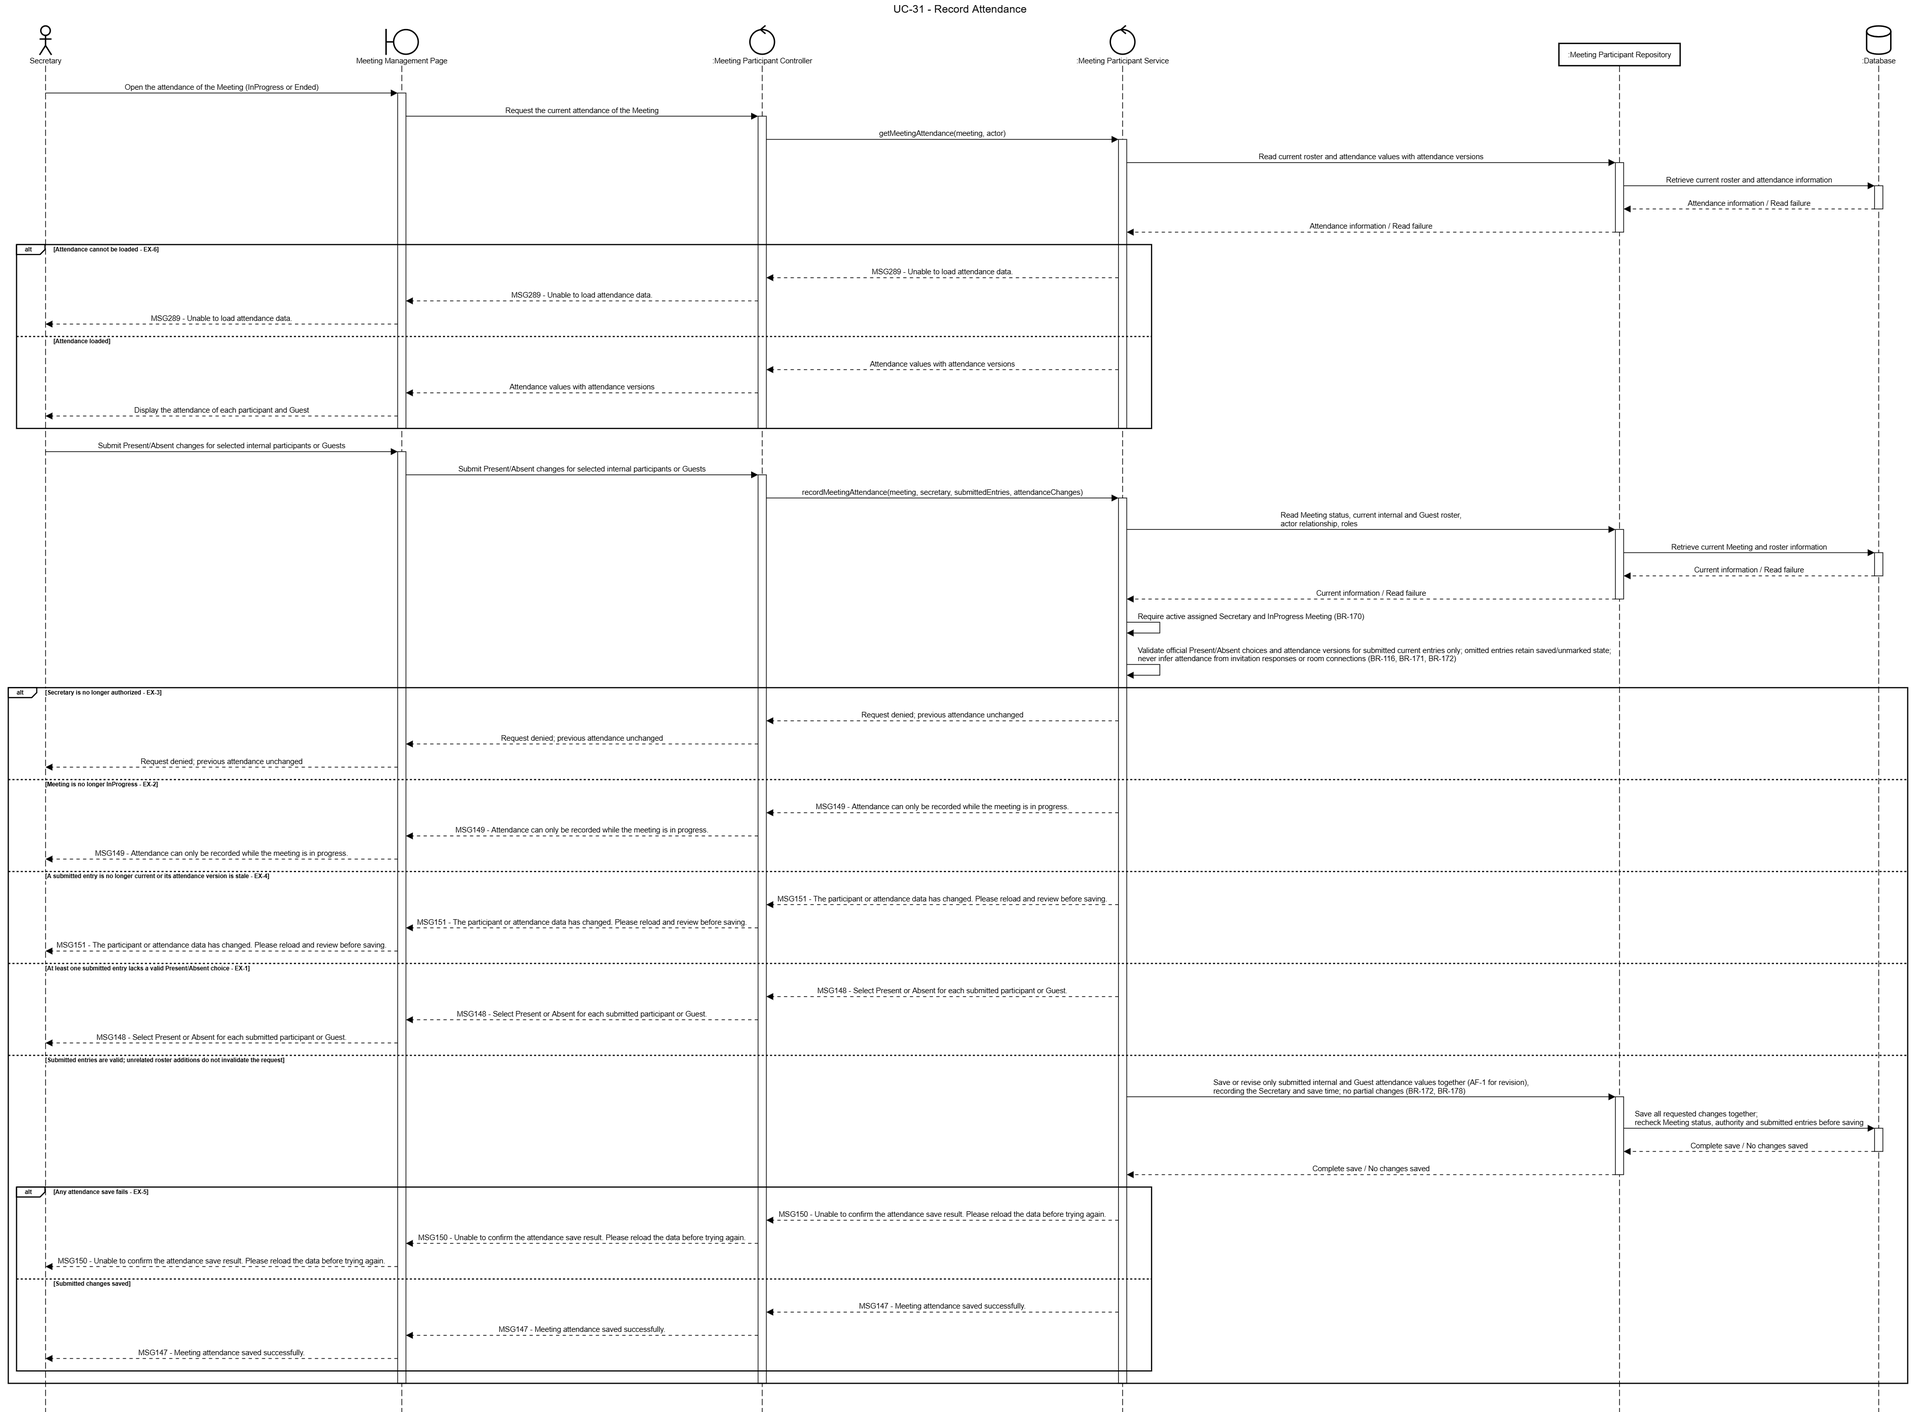 UC-31 - Record Attendance
Secretary
Meeting Management Page
:Meeting Participant Controller
:Meeting Participant Service
:Meeting Participant Repository
:Database
Open the attendance of the Meeting (InProgress or Ended)
Request the current attendance of the Meeting
getMeetingAttendance(meeting, actor)
Read current roster and attendance values with attendance versions
Retrieve current roster and attendance information
Attendance information / Read failure
Attendance information / Read failure
alt
[Attendance cannot be loaded - EX-6]
MSG289 - Unable to load attendance data.
MSG289 - Unable to load attendance data.
MSG289 - Unable to load attendance data.
[Attendance loaded]
Attendance values with attendance versions
Attendance values with attendance versions
Display the attendance of each participant and Guest
Submit Present/Absent changes for selected internal participants or Guests
Submit Present/Absent changes for selected internal participants or Guests
recordMeetingAttendance(meeting, secretary, submittedEntries, attendanceChanges)
Read Meeting status, current internal and Guest roster,
actor relationship, roles
Retrieve current Meeting and roster information
Current information / Read failure
Current information / Read failure
Require active assigned Secretary and InProgress Meeting (BR-170)
Validate official Present/Absent choices and attendance versions for submitted current entries only; omitted entries retain saved/unmarked state;
never infer attendance from invitation responses or room connections (BR-116, BR-171, BR-172)
alt
[Secretary is no longer authorized - EX-3]
Request denied; previous attendance unchanged
Request denied; previous attendance unchanged
Request denied; previous attendance unchanged
[Meeting is no longer InProgress - EX-2]
MSG149 - Attendance can only be recorded while the meeting is in progress.
MSG149 - Attendance can only be recorded while the meeting is in progress.
MSG149 - Attendance can only be recorded while the meeting is in progress.
[A submitted entry is no longer current or its attendance version is stale - EX-4]
MSG151 - The participant or attendance data has changed. Please reload and review before saving.
MSG151 - The participant or attendance data has changed. Please reload and review before saving.
MSG151 - The participant or attendance data has changed. Please reload and review before saving.
[At least one submitted entry lacks a valid Present/Absent choice - EX-1]
MSG148 - Select Present or Absent for each submitted participant or Guest.
MSG148 - Select Present or Absent for each submitted participant or Guest.
MSG148 - Select Present or Absent for each submitted participant or Guest.
[Submitted entries are valid; unrelated roster additions do not invalidate the request]
Save or revise only submitted internal and Guest attendance values together (AF-1 for revision),
recording the Secretary and save time; no partial changes (BR-172, BR-178)
Save all requested changes together;
recheck Meeting status, authority and submitted entries before saving
Complete save / No changes saved
Complete save / No changes saved
alt
[Any attendance save fails - EX-5]
MSG150 - Unable to confirm the attendance save result. Please reload the data before trying again.
MSG150 - Unable to confirm the attendance save result. Please reload the data before trying again.
MSG150 - Unable to confirm the attendance save result. Please reload the data before trying again.
[Submitted changes saved]
MSG147 - Meeting attendance saved successfully.
MSG147 - Meeting attendance saved successfully.
MSG147 - Meeting attendance saved successfully.